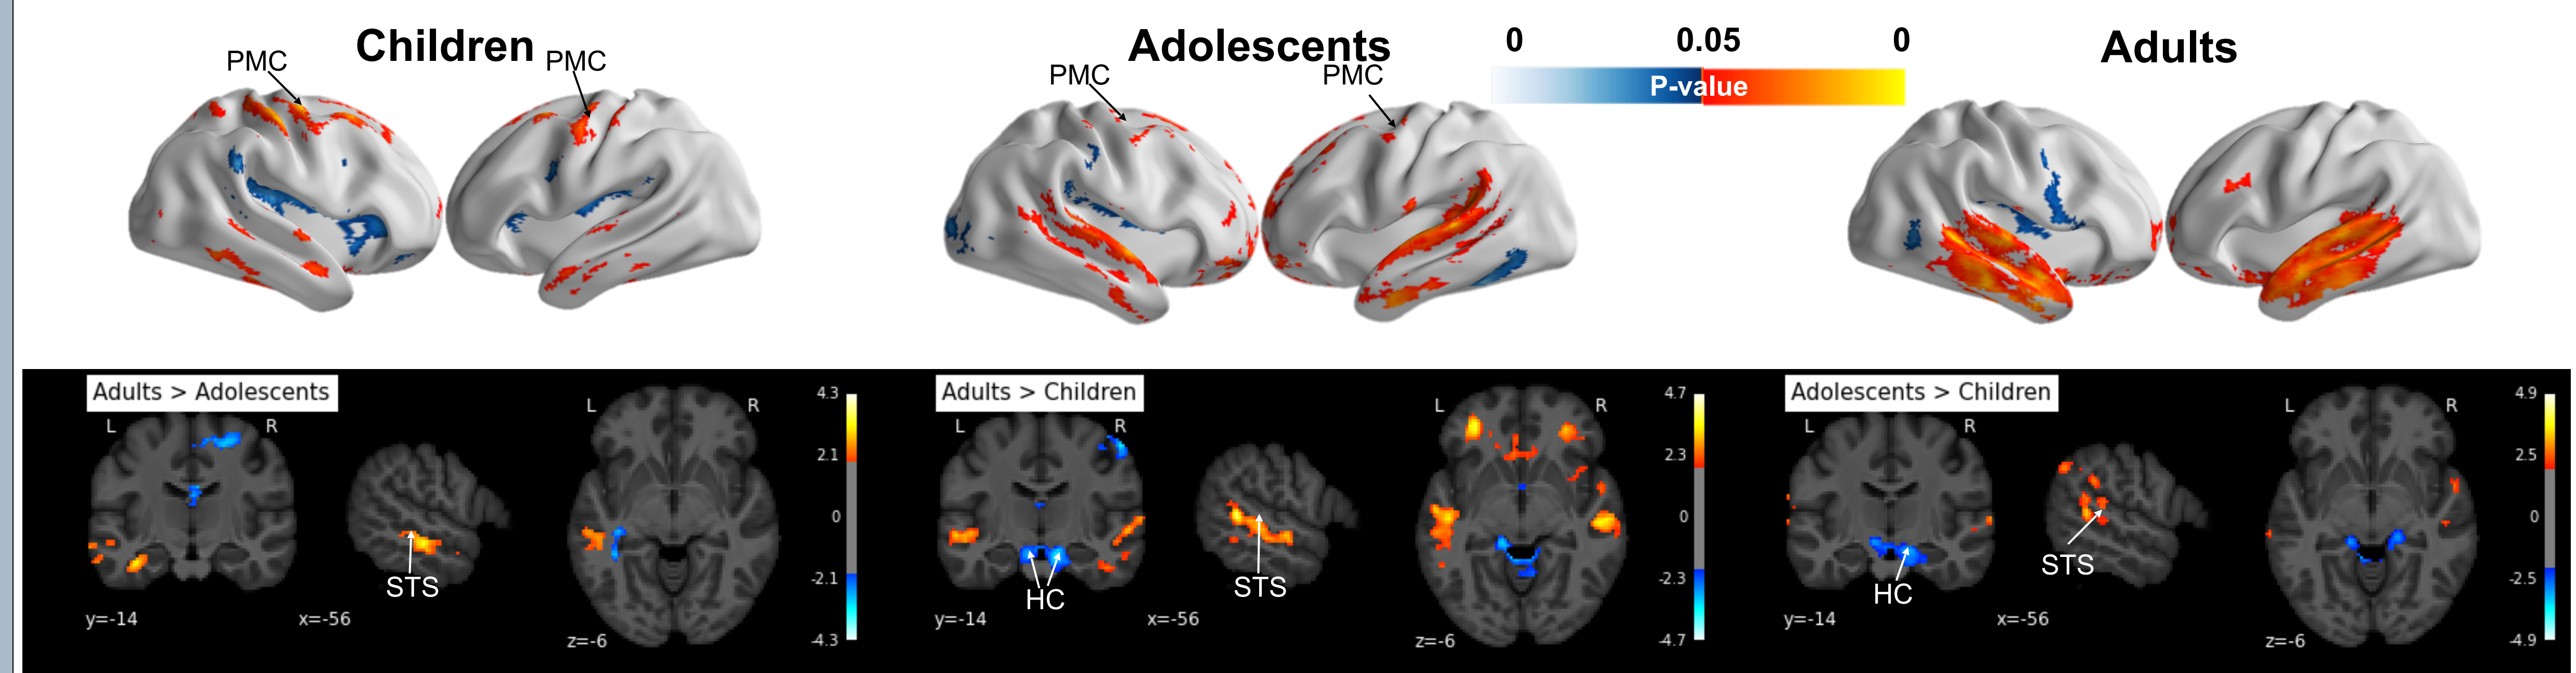 Children
PMC
PMC
Adolescents
PMC
PMC
0
0.05
0
P-value
Adults
Adults > Adolescents
L
R
L
R
4.3
2.1
0
-2.1
-4.3
STS
y=-14
x=-56
z=-6
Adults > Children
L
R
L
R
4.7
2.3
0
-2.3
-4.7
HC
STS
y=-14
x=-56
z=-6
Adolescents > Children
L
R
L
R
4.9
2.5
0
-2.5
-4.9
HC
STS
y=-14
x=-56
z=-6